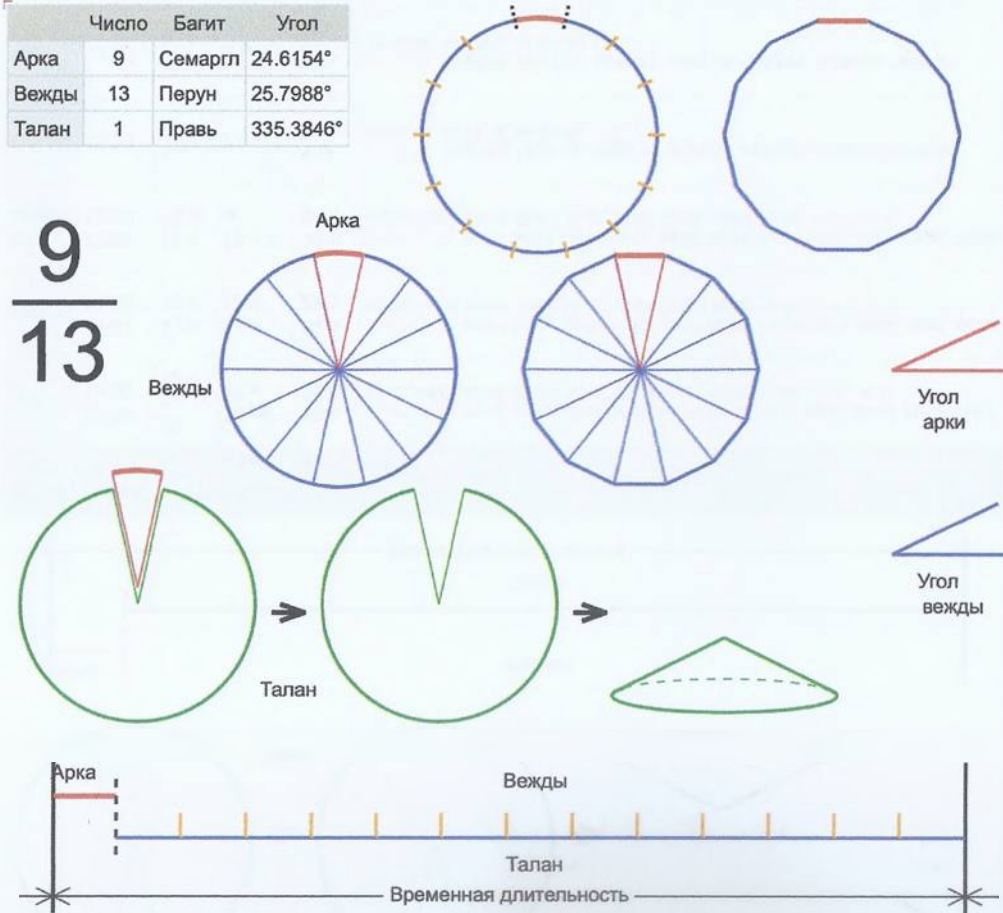 Число Багит Угол
Арка 9 Семаргл 24.6154°
Вежды 13 Перун 25.7988°
Талан 1 Правь 335.3846°
9
13
Арка
Вежды
Угол
арки
Угол
вежды
Талан
Арка
Вежды
Талан
Временная длительность